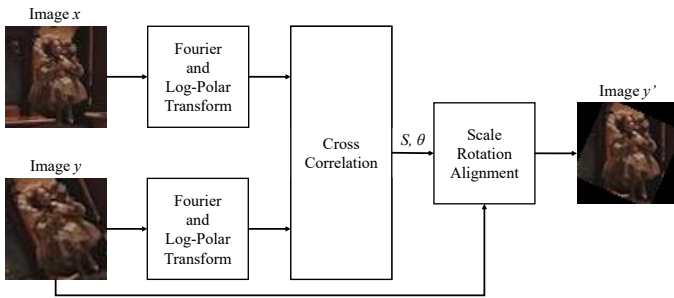 Image x
Fourier
and
Log-Polar
Transform
Cross
Correlation
S, θ
Scale
Rotation
Alignment
Image y'
Image y
Fourier
and
Log-Polar
Transform